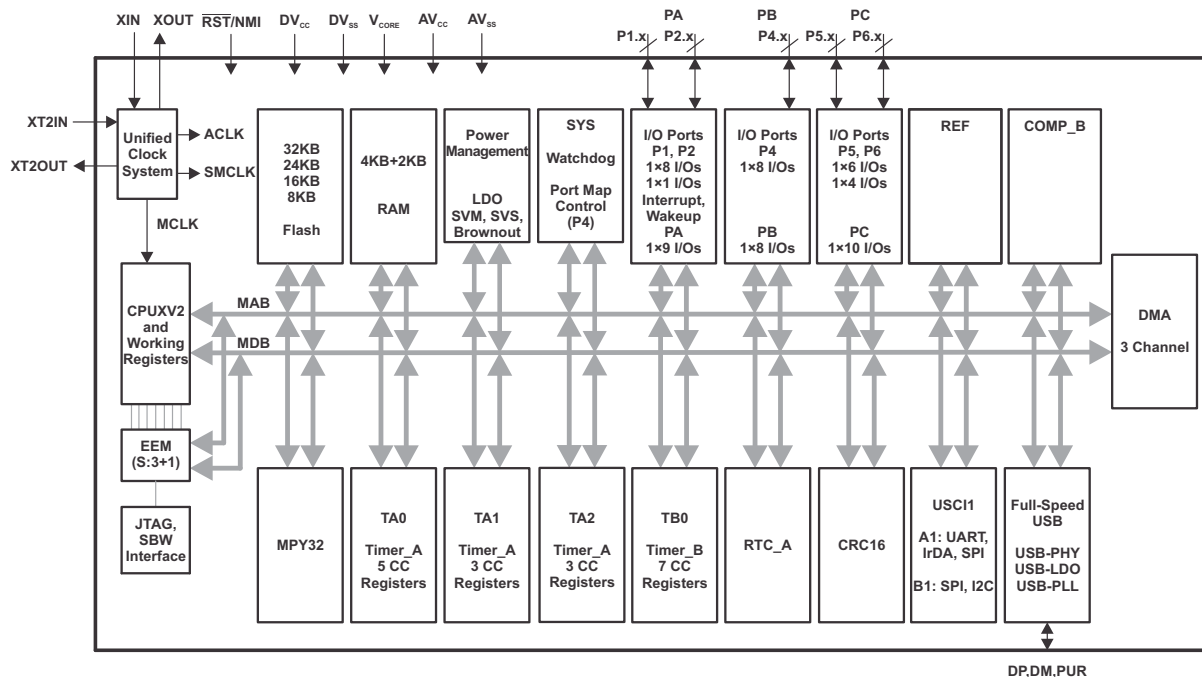 XIN
XOUT
RST/NMI
DVCC
DVSS
VCORE
AVCC
AVSS
PA
P1.x
P2.x
PB
P4.x
PC
P5.x
P6.x
XT2IN
XT2OUT
Unified
Clock
System
ACLK
SMCLK
MCLK
32KB
24KB
16KB
8KB
Flash
4KB+2KB
RAM
Power
Management
LDO
SVM, SVS,
Brownout
SYS
Watchdog
Port Map
Control
(P4)
I/O Ports
P1, P2
1×8 I/Os
1×1 I/Os
Interrupt,
Wakeup
PA
1×9 I/Os
I/O Ports
P4
1×8 I/Os
PB
1×8 I/Os
I/O Ports
P5, P6
1×6 I/Os
1×4 I/Os
PC
1×10 I/Os
REF
COMP_B
CPUXV2
and
Working
Registers
MAB
MDB
DMA
3 Channel
EEM
(S:3+1)
JTAG,
SBW
Interface
MPY32
TA0
Timer_A
5 CC
Registers
TA1
Timer_A
3 CC
Registers
TA2
Timer_A
3 CC
Registers
TB0
Timer_B
7 CC
Registers
RTC_A
CRC16
USCI1
A1: UART,
IrDA, SPI
B1: SPI, I2C
Full-Speed
USB
USB-PHY
USB-LDO
USB-PLL
DP,DM,PUR